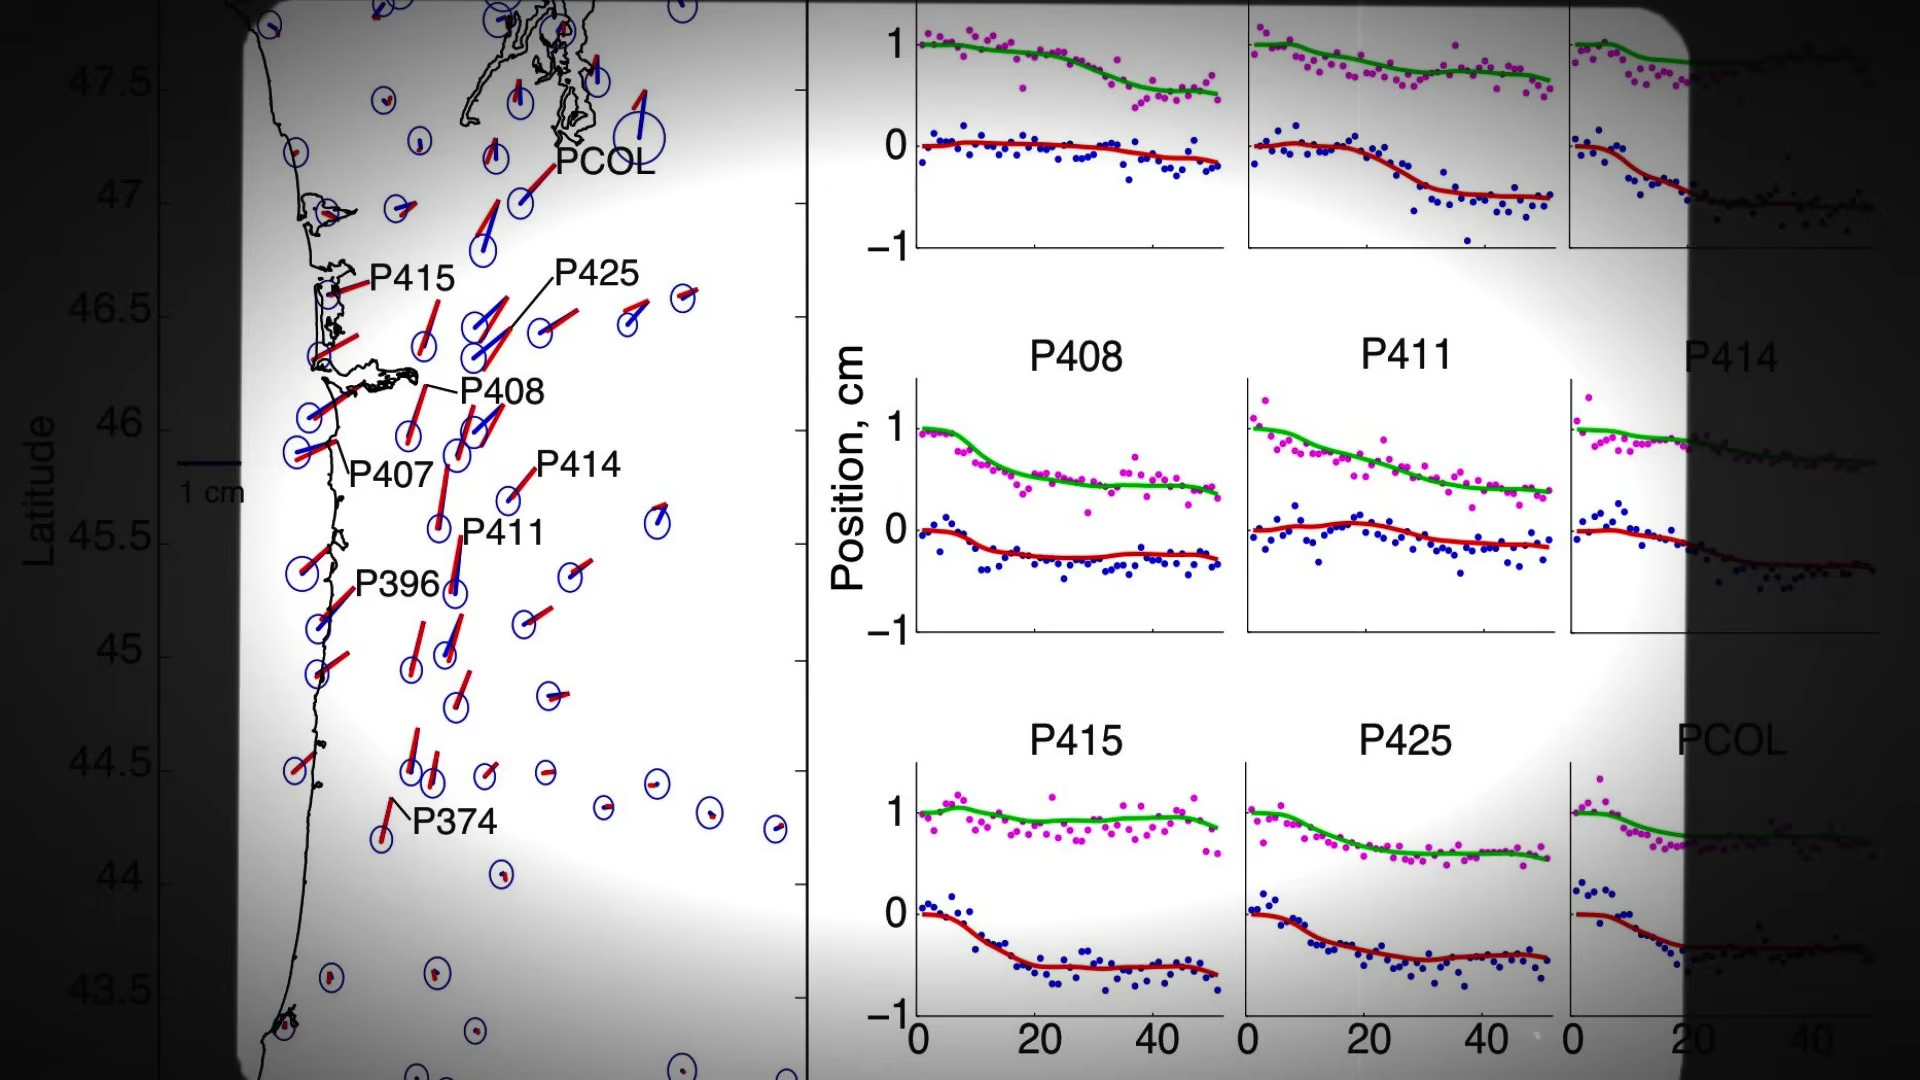 47.5
47
46.5
46
45.5
45
44.5
44
43.5
Latitude
1 cm
PCOL
P415
P425
P408
P407
P414
P411
P396
P374
Position, cm
1
0
−1
P408
P411
P414
1
0
−1
P415
P425
PCOL
1
0
−1
0
20
40
0
20
40
0
20
40